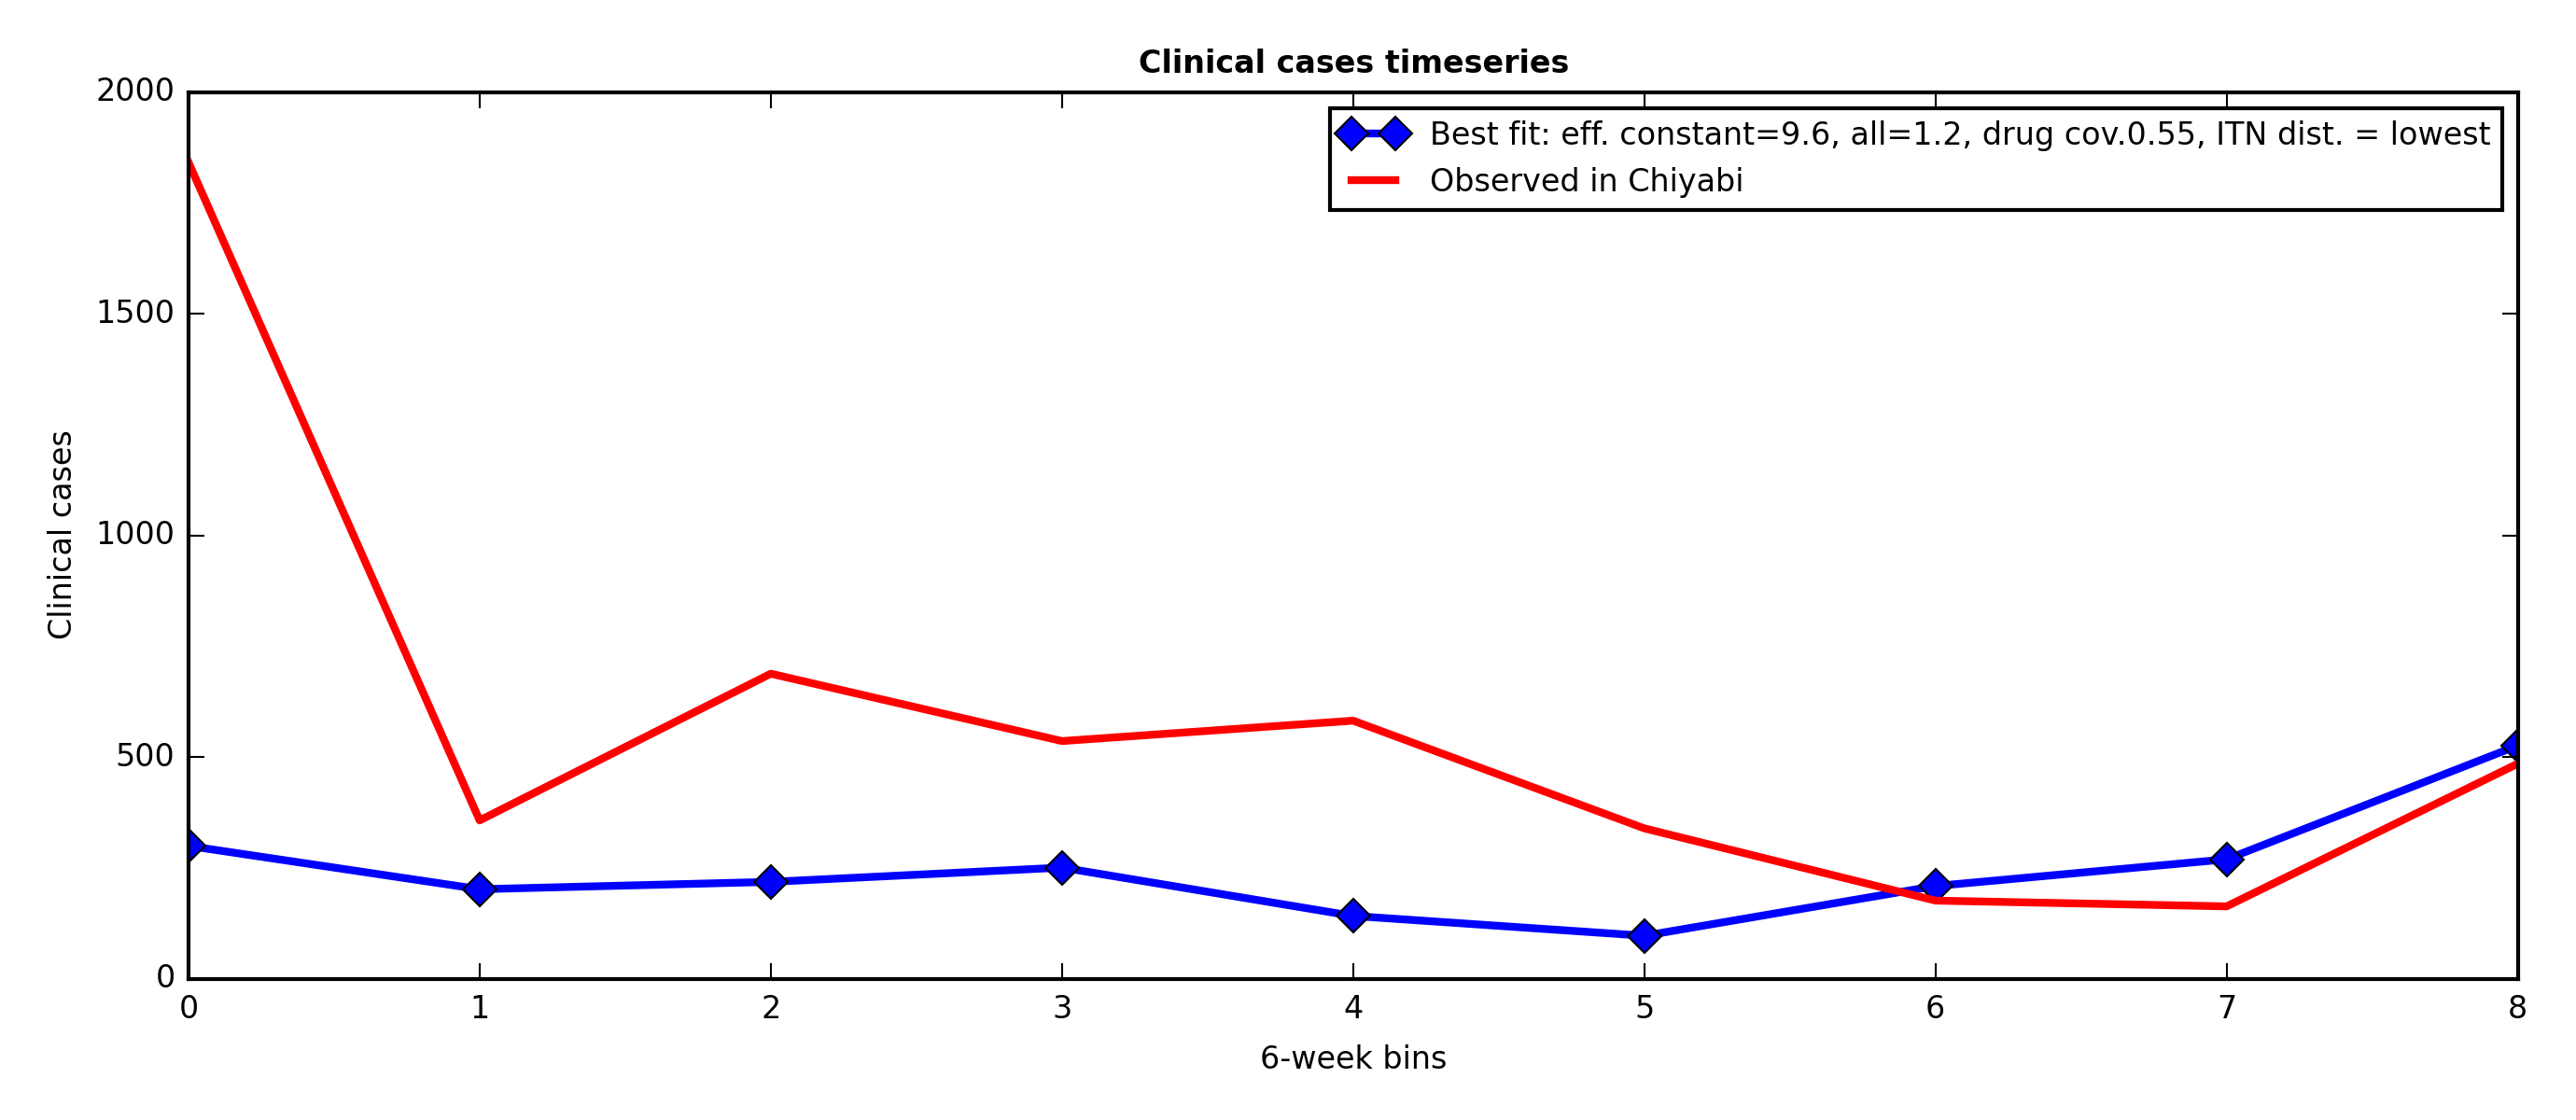 Clinical cases timeseries
2000
1500
1000
500
0
Clinical cases
Best fit: eff. constant=9.6, all=1.2, drug cov.0.55, ITN dist. = lowest
Observed in Chiyabi
0 1 2 3 4 5 6 7 8
6-week bins